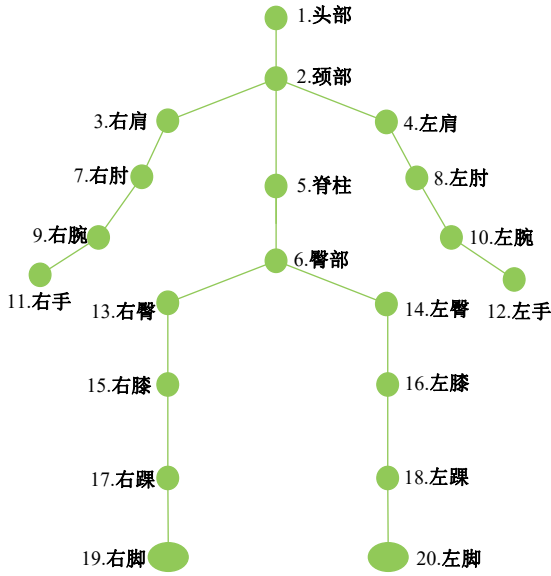 1.头部
2.颈部
3.右肩
4.左肩
7.右肘
8.左肘
5.脊柱
9.右腕
10.左腕
6.臀部
11.右手
13.右臀
14.左臀
12.左手
15.右膝
16.左膝
17.右踝
18.左踝
19.右脚
20.左脚